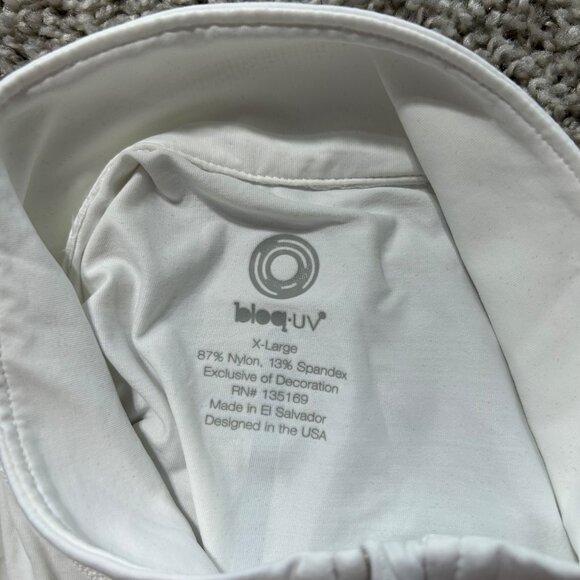 bloq·UV®
X-Large
87% Nylon, 13% Spandex
Exclusive of Decoration
RN# 135169
Made in El Salvador
Designed in the USA